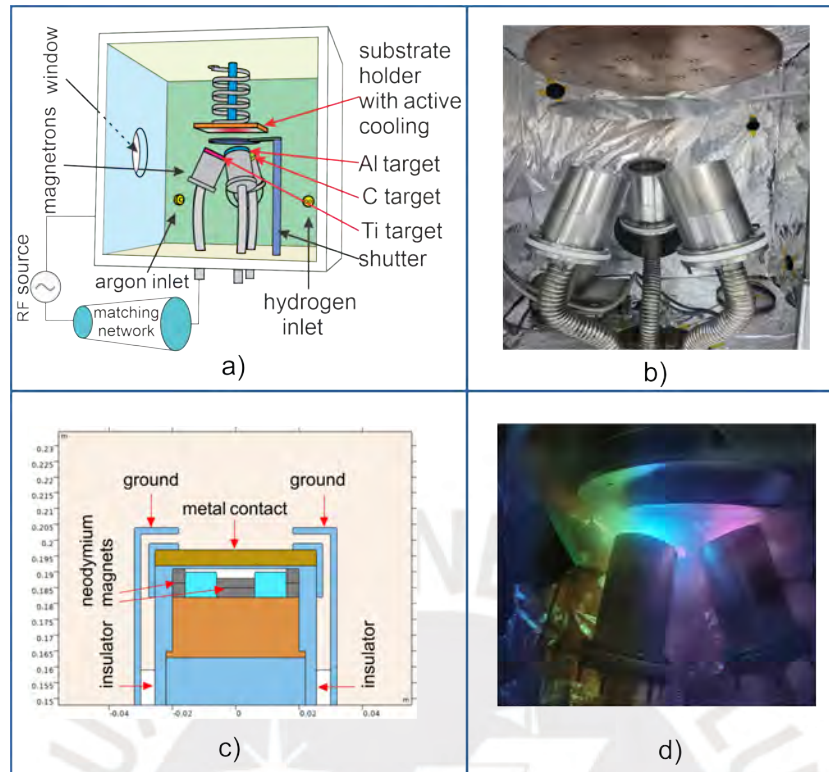 window
magnetrons
RF source
substrate
holder
with active
cooling
Al target
C target
Ti target
shutter
argon inlet
hydrogen
inlet
matching
network
a)
b)
m
0.23
0.225
0.22
0.215
0.21
0.205
0.2
0.195
0.19
0.185
0.18
0.175
0.17
0.165
0.16
0.155
0.15
ground
ground
metal contact
neodymium
magnets
insulator
insulator
-0.04
-0.02
0
0.02
0.04
m
c)
d)